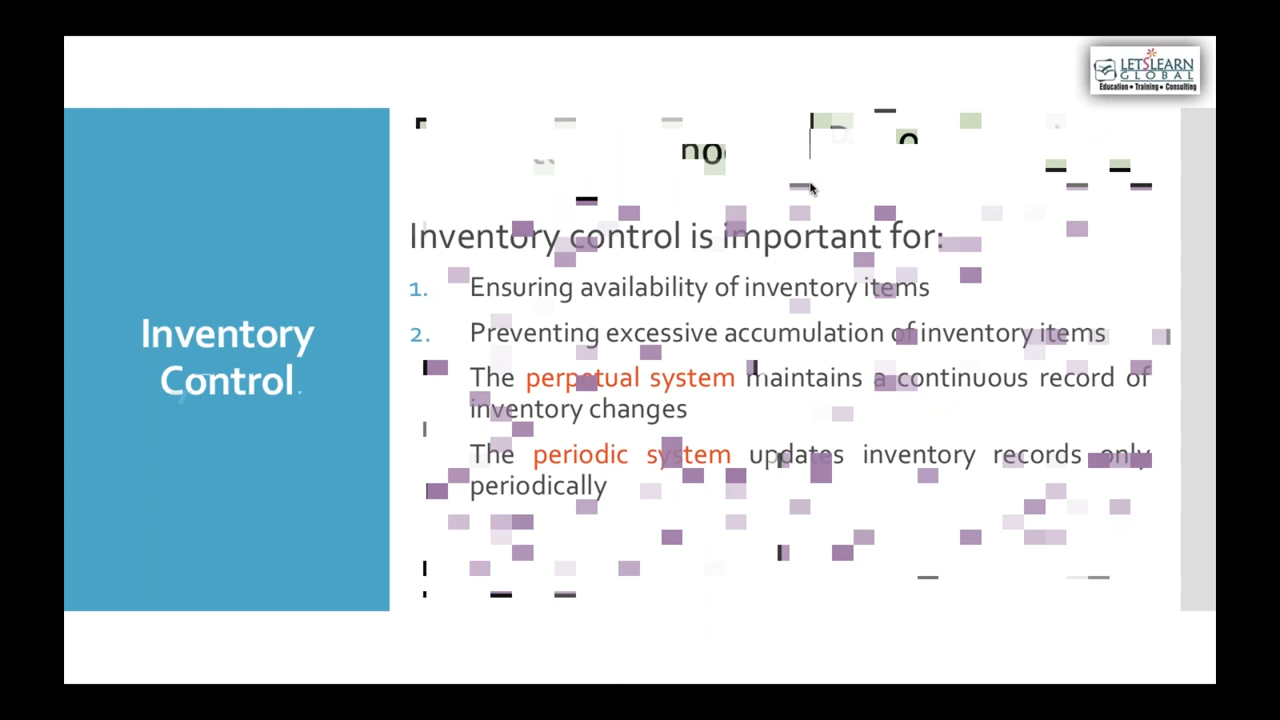 LETSLEARN
GLOBAL
Education • Training • Consulting
Inventory
Control
Inventory control is important for:
1. Ensuring availability of inventory items
2. Preventing excessive accumulation of inventory items
The perpetual system maintains a continuous record of
inventory changes
The periodic system updates inventory records only
periodically